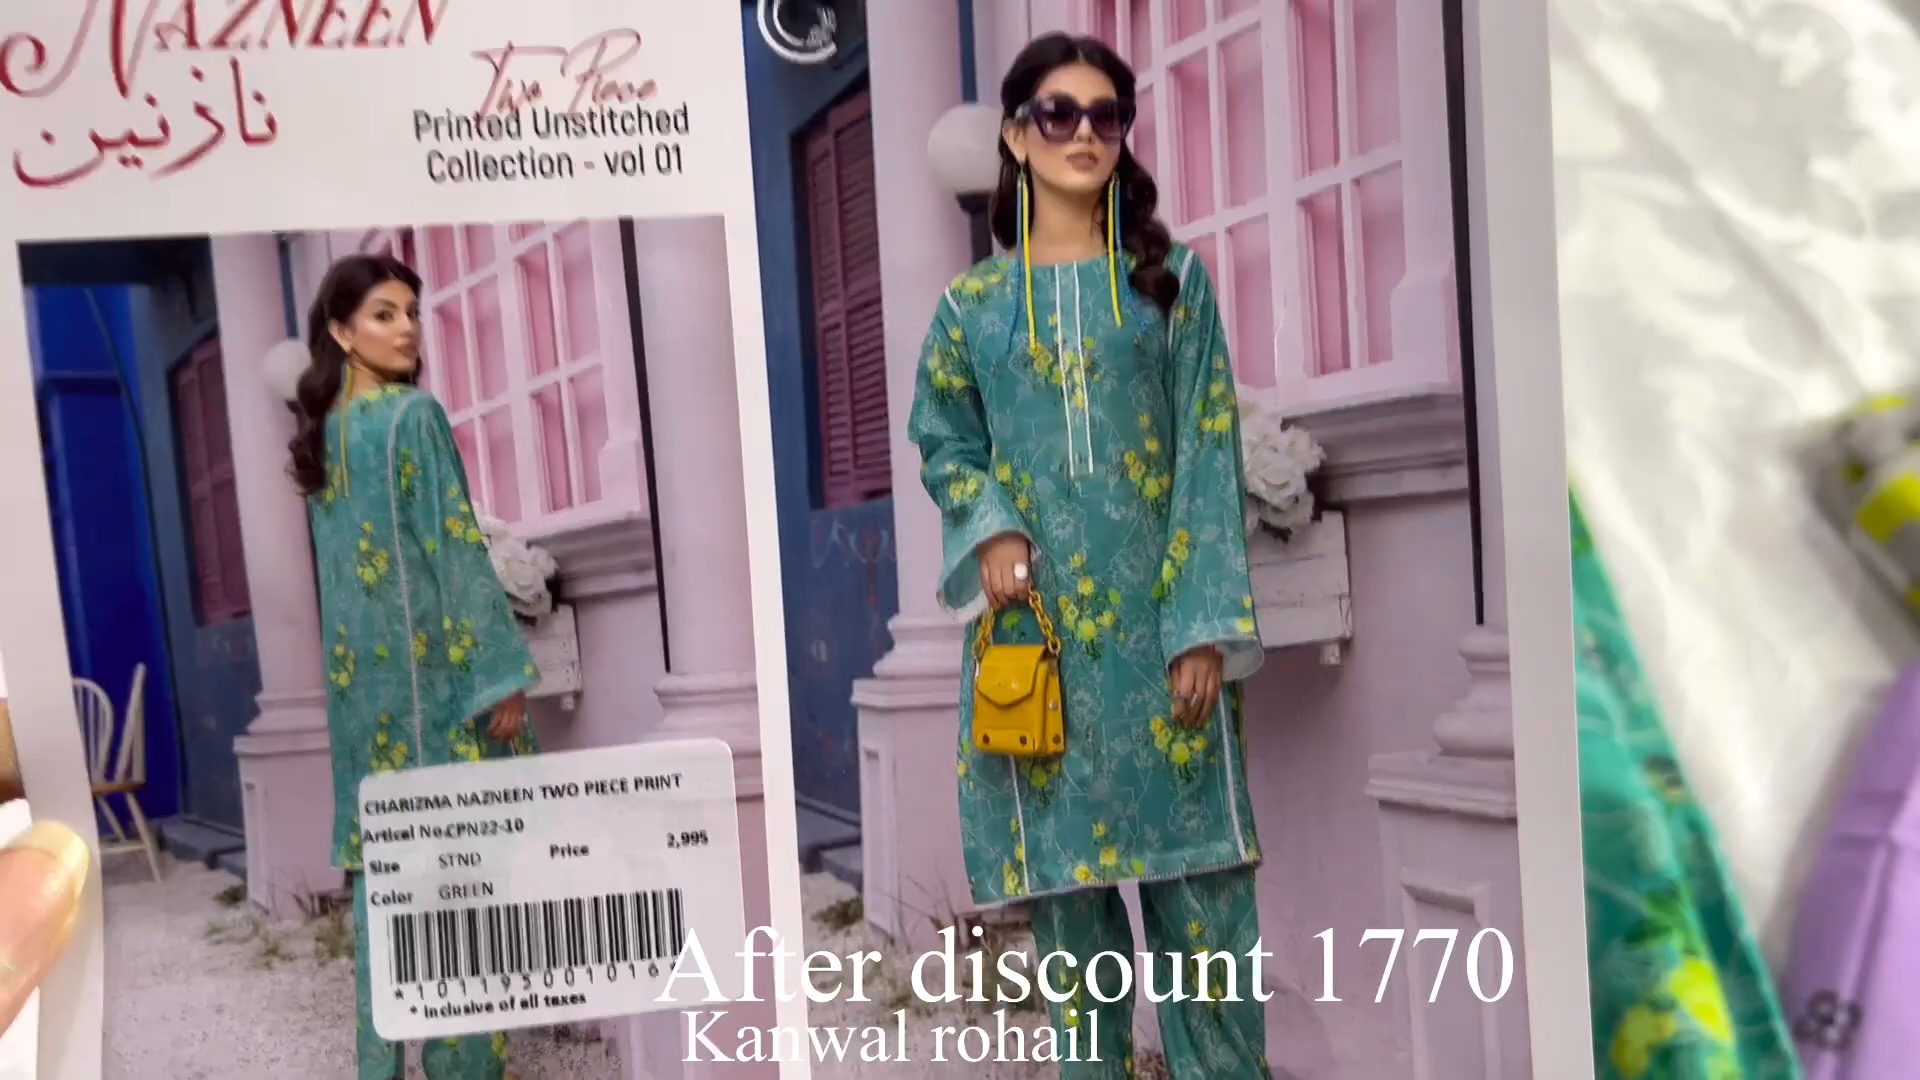 NAZNEEN
نازنین
Two Piece
Printed Unstitched
Collection - vol 01
CHARIZMA NAZNEEN TWO PIECE PRINT
Artical No:CPN22-10
Size STND Price 2,995
Color GREEN
* Inclusive of all taxes
After discount 1770
Kanwal rohail